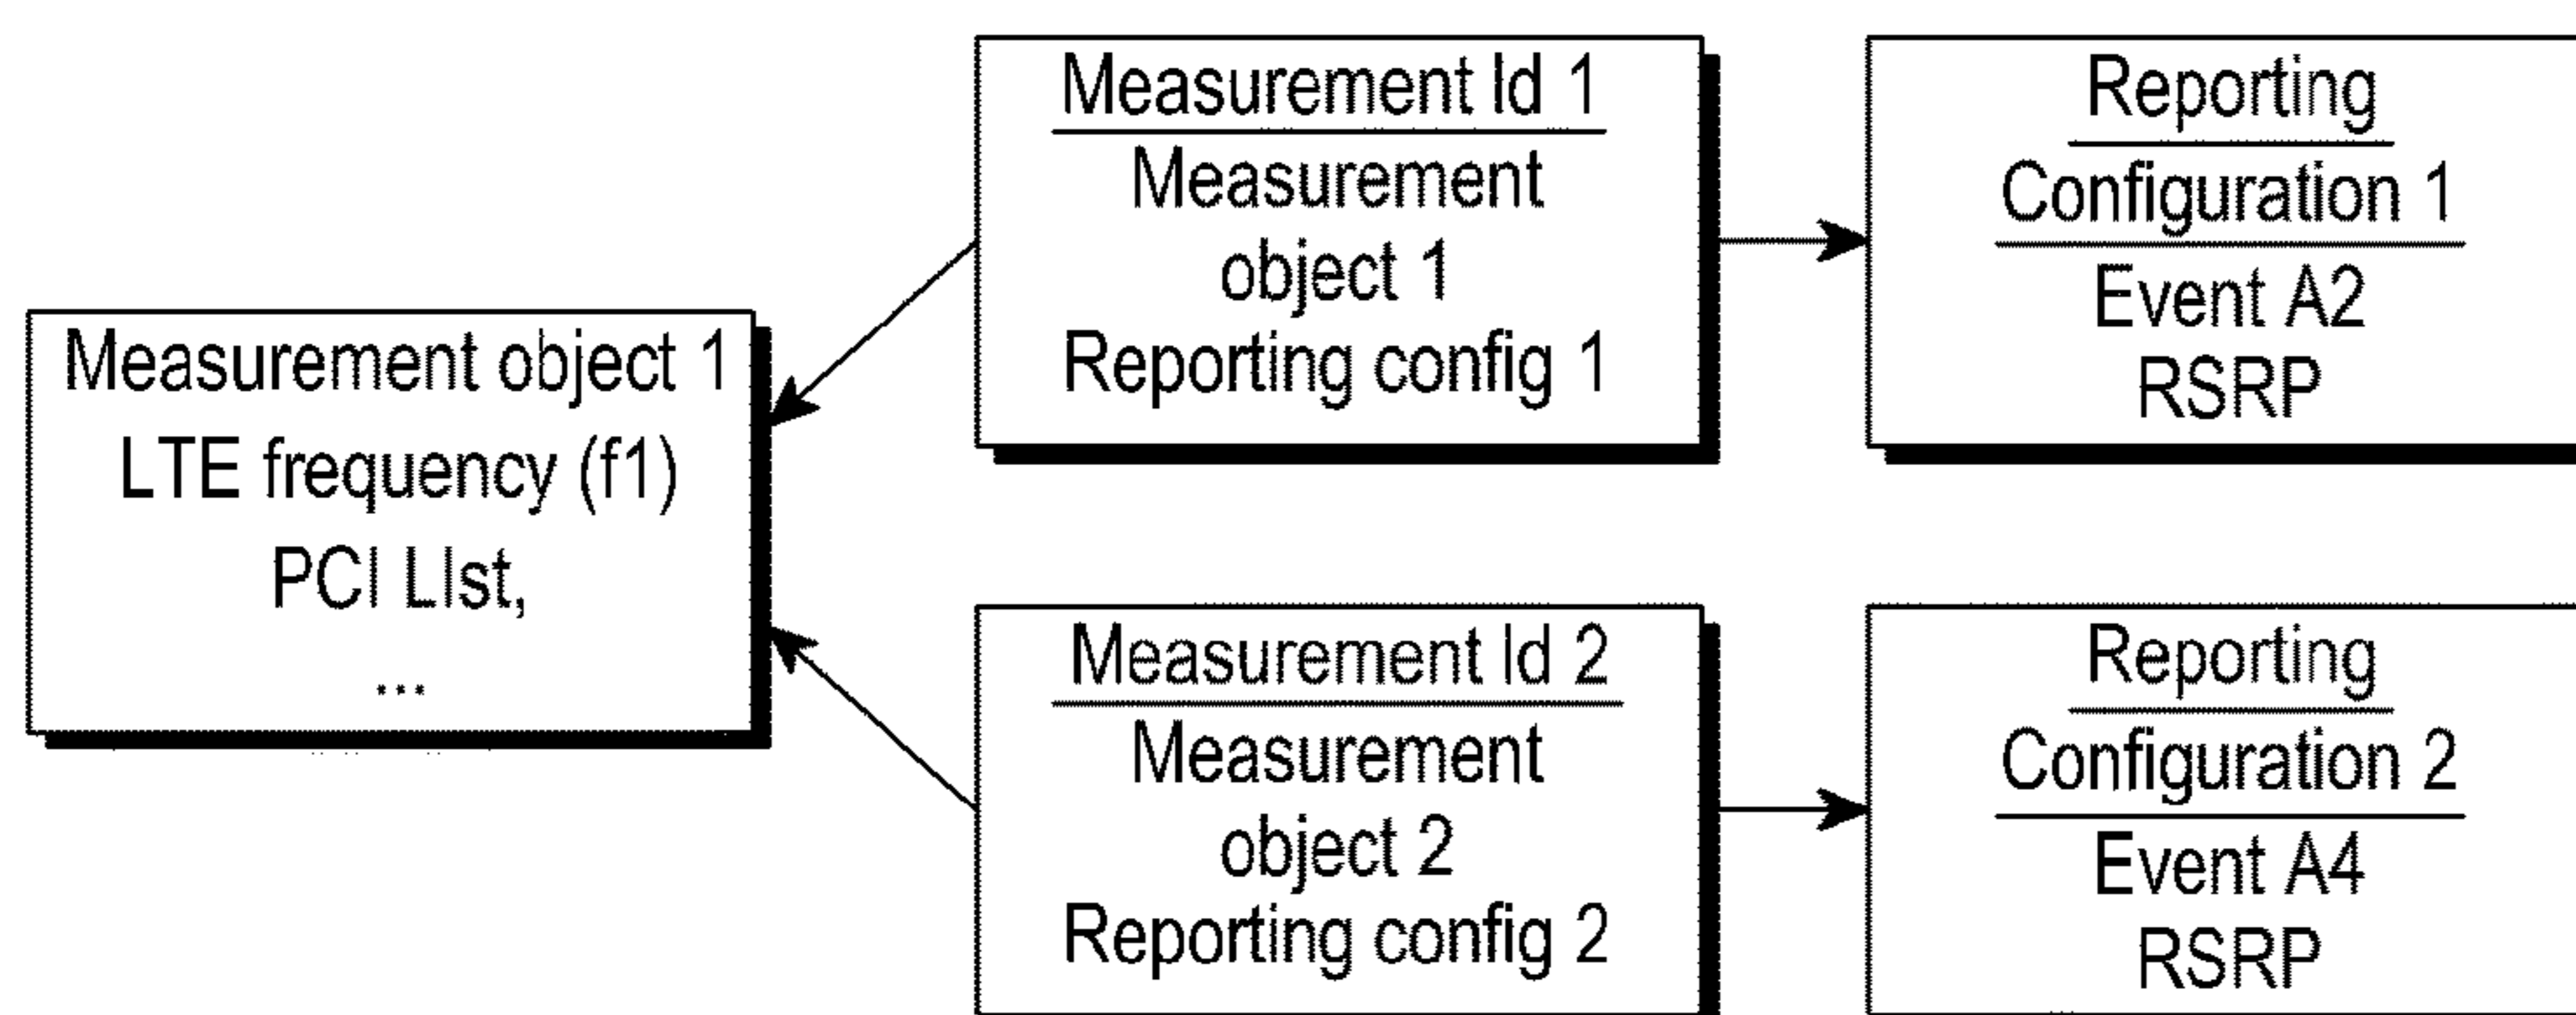 Measurement object 1
LTE frequency (f1)
PCI LIst,
...
Measurement Id 1
Measurement
object 1
Reporting config 1
Reporting
Configuration 1
Event A2
RSRP
Measurement Id 2
Measurement
object 2
Reporting config 2
Reporting
Configuration 2
Event A4
RSRP